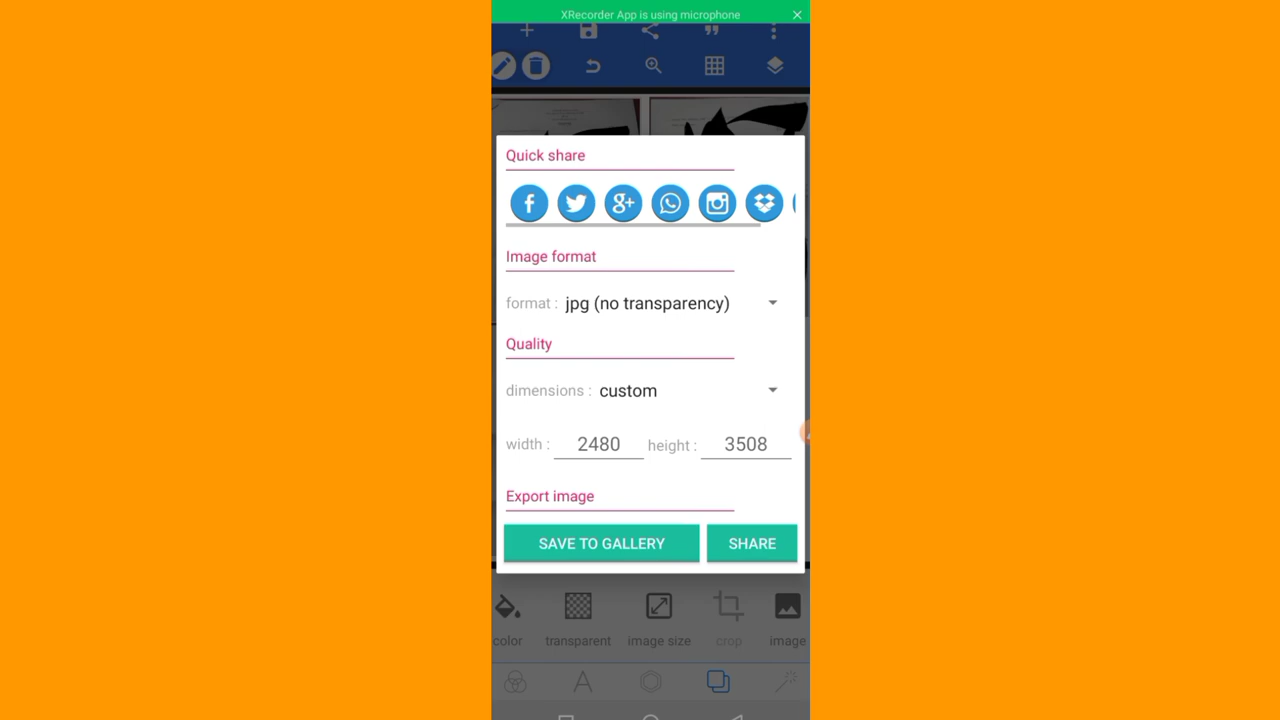 XRecorder App is using microphone
Quick share
Image format
format : jpg (no transparency)
Quality
dimensions : custom
width : 2480 height : 3508
Export image
SAVE TO GALLERY SHARE
color transparent image size crop image